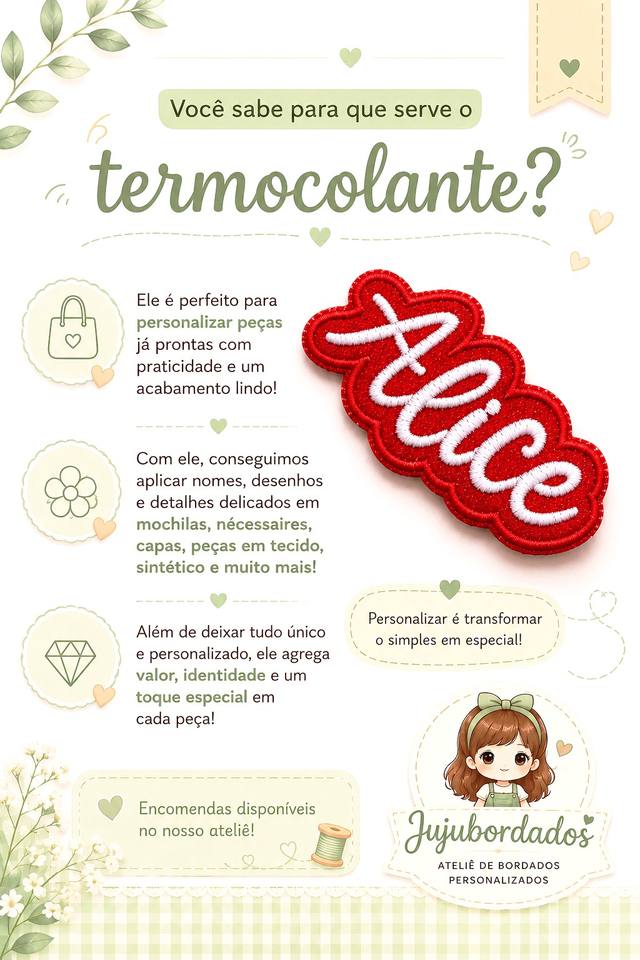 Você sabe para que serve o
termocolante?
Ele é perfeito para
personalizar peças
já prontas com
praticidade e um
acabamento lindo!
Com ele, conseguimos
aplicar nomes, desenhos
e detalhes delicados em
mochilas, nécessaires,
capas, peças em tecido,
sintético e muito mais!
Além de deixar tudo único
e personalizado, ele agrega
valor, identidade e um
toque especial em
cada peça!
Alice
Personalizar é transformar
o simples em especial!
Encomendas disponíveis
no nosso ateliê!
Jujubordados
ATELIÊ DE BORDADOS
PERSONALIZADOS